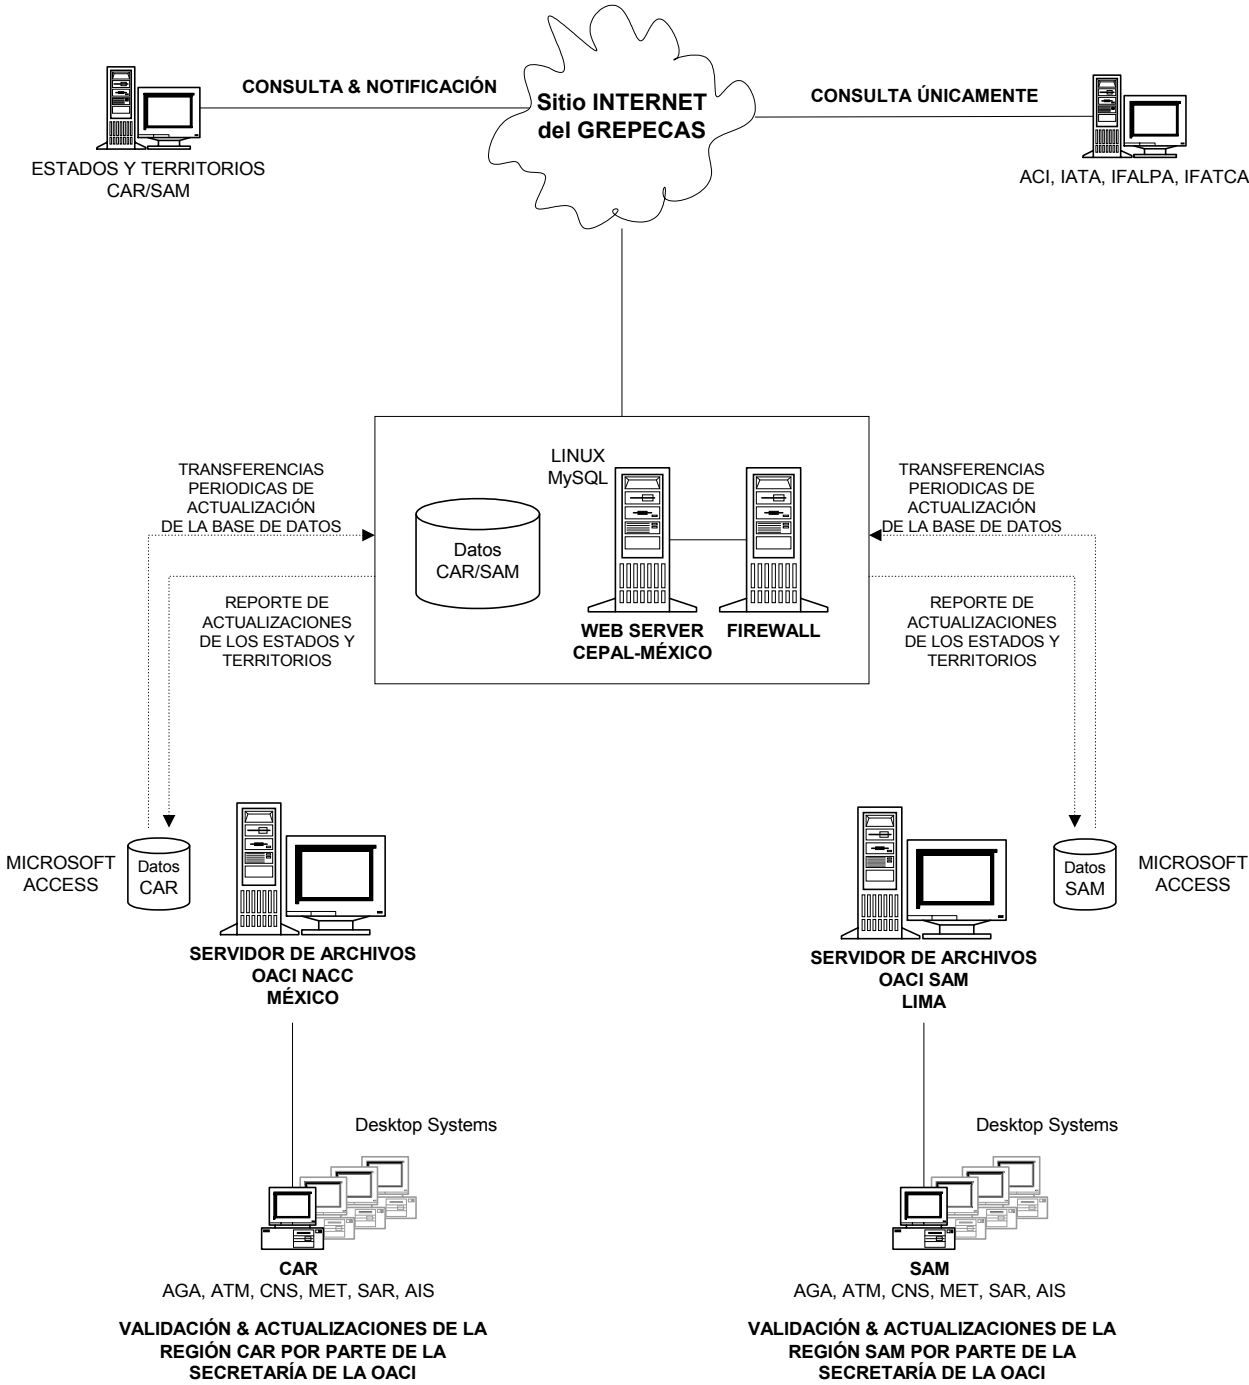 CONSULTA & NOTIFICACIÓN
Sitio INTERNET
del GREPECAS
CONSULTA ÚNICAMENTE
ESTADOS Y TERRITORIOS
CAR/SAM
ACI, IATA, IFALPA, IFATCA
TRANSFERENCIAS
PERIODICAS DE
ACTUALIZACIÓN
DE LA BASE DE DATOS
REPORTE DE
ACTUALIZACIONES
DE LOS ESTADOS Y
TERRITORIOS
Datos
CAR/SAM
LINUX
MySQL
WEB SERVER
CEPAL-MÉXICO
FIREWALL
TRANSFERENCIAS
PERIODICAS DE
ACTUALIZACIÓN
DE LA BASE DE DATOS
REPORTE DE
ACTUALIZACIONES
DE LOS ESTADOS Y
TERRITORIOS
MICROSOFT
ACCESS
Datos
CAR
SERVIDOR DE ARCHIVOS
OACI NACC
MÉXICO
SERVIDOR DE ARCHIVOS
OACI SAM
LIMA
Datos
SAM
MICROSOFT
ACCESS
Desktop Systems
CAR
AGA, ATM, CNS, MET, SAR, AIS
VALIDACIÓN & ACTUALIZACIONES DE LA
REGIÓN CAR POR PARTE DE LA
SECRETARÍA DE LA OACI
Desktop Systems
SAM
AGA, ATM, CNS, MET, SAR, AIS
VALIDACIÓN & ACTUALIZACIONES DE LA
REGIÓN SAM POR PARTE DE LA
SECRETARÍA DE LA OACI